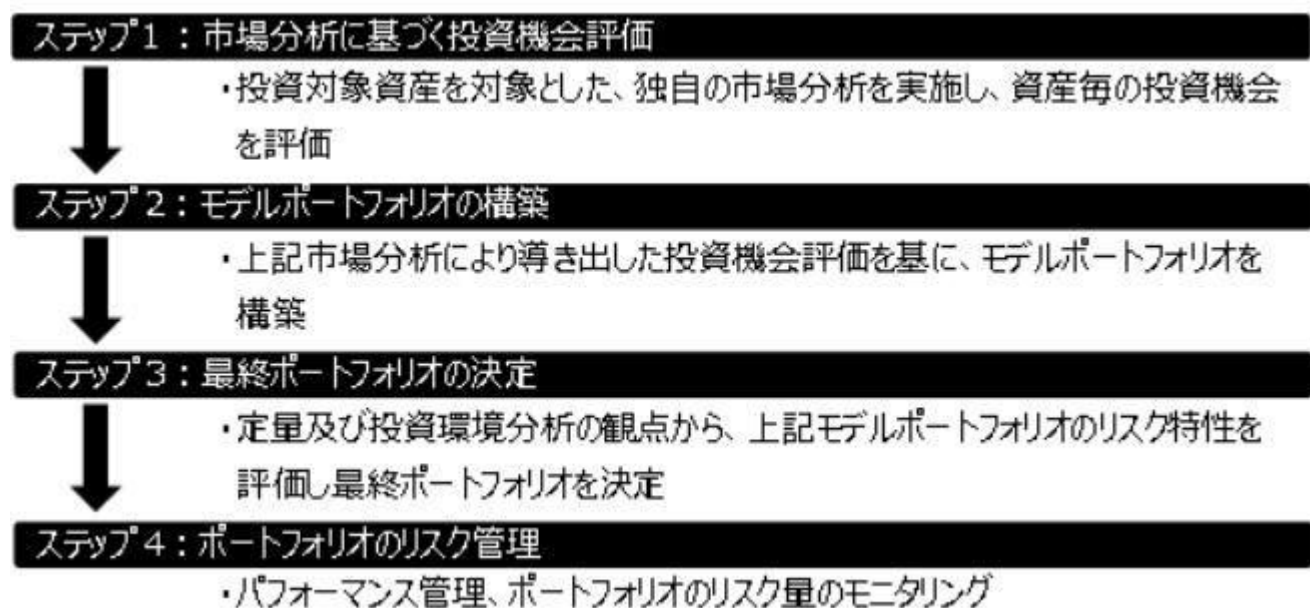 ステップ1：市場分析に基づく投資機会評価
・投資対象資産を対象とした、独自の市場分析を実施し、資産毎の投資機会
を評価
ステップ2：モデルポートフォリオの構築
・上記市場分析により導き出した投資機会評価を基に、モデルポートフォリオを
構築
ステップ3：最終ポートフォリオの決定
・定量及び投資環境分析の観点から、上記モデルポートフォリオのリスク特性を
評価し最終ポートフォリオを決定
ステップ4：ポートフォリオのリスク管理
・パフォーマンス管理、ポートフォリオのリスク量のモニタリング